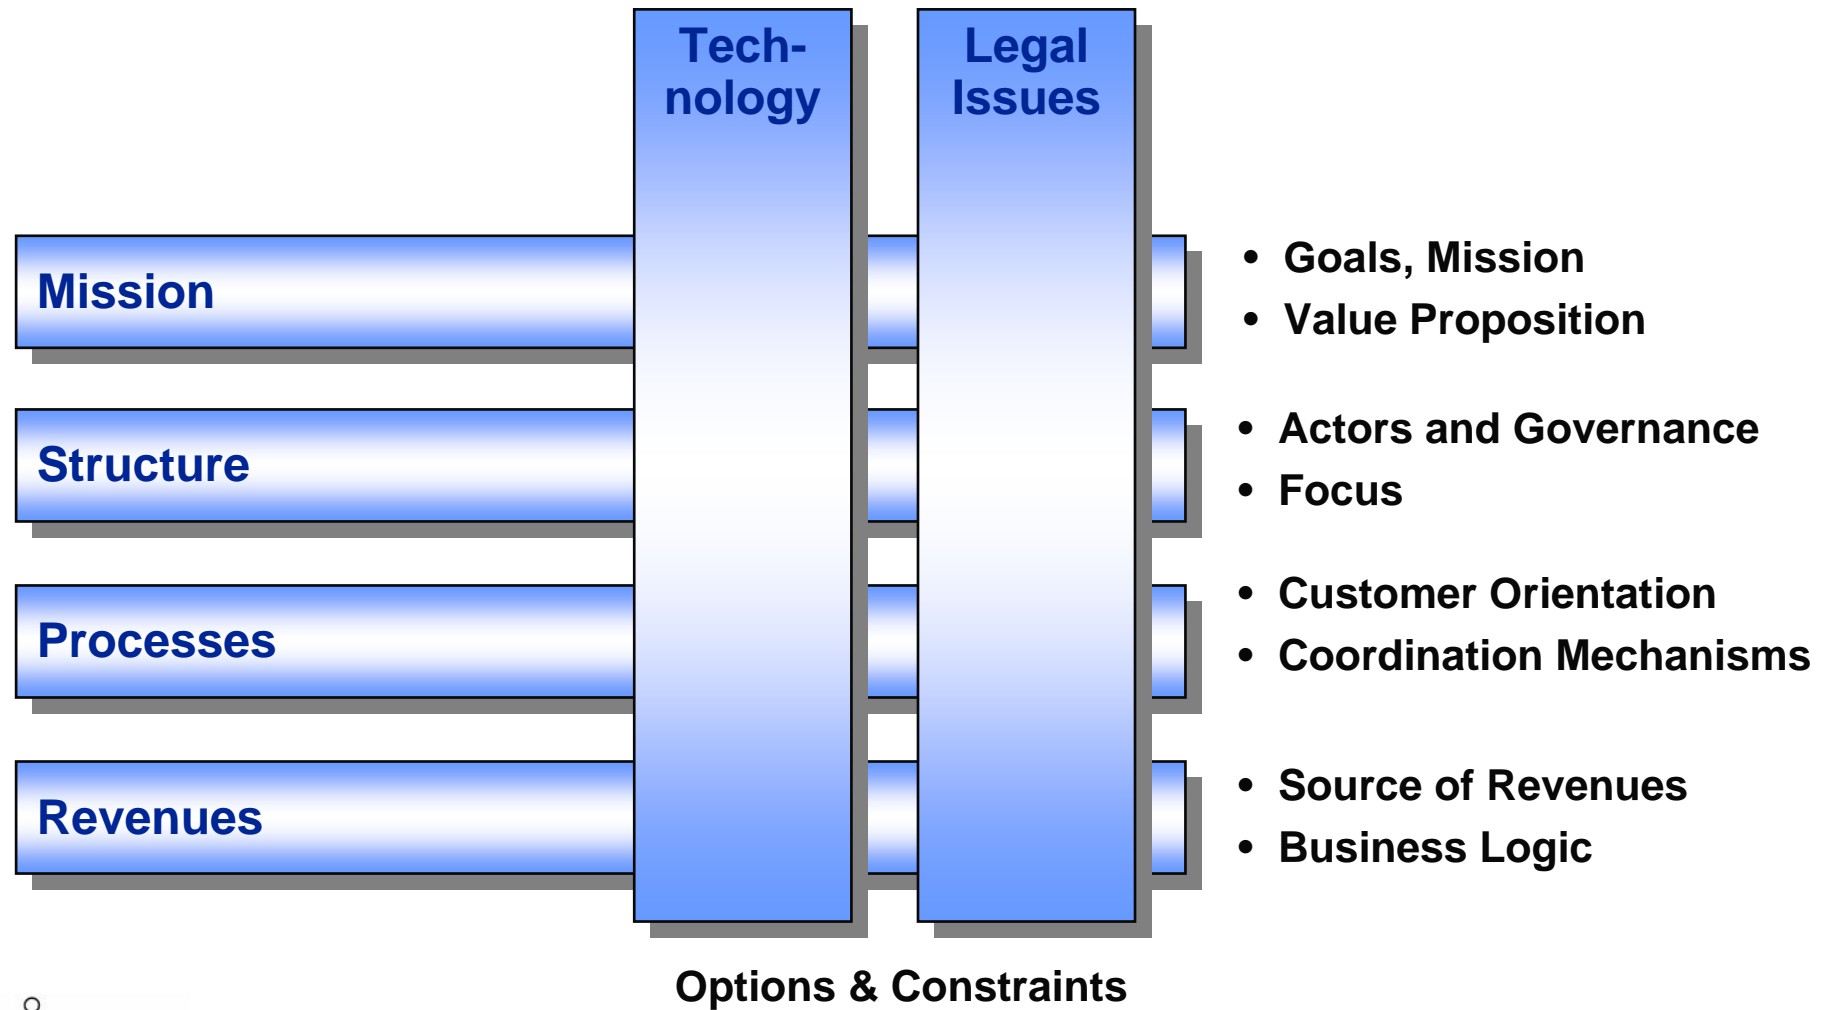 Tech-
nology
Legal
Issues
Mission
• Goals, Mission
• Value Proposition
Structure
• Actors and Governance
• Focus
Processes
• Customer Orientation
• Coordination Mechanisms
Revenues
• Source of Revenues
• Business Logic
Options & Constraints